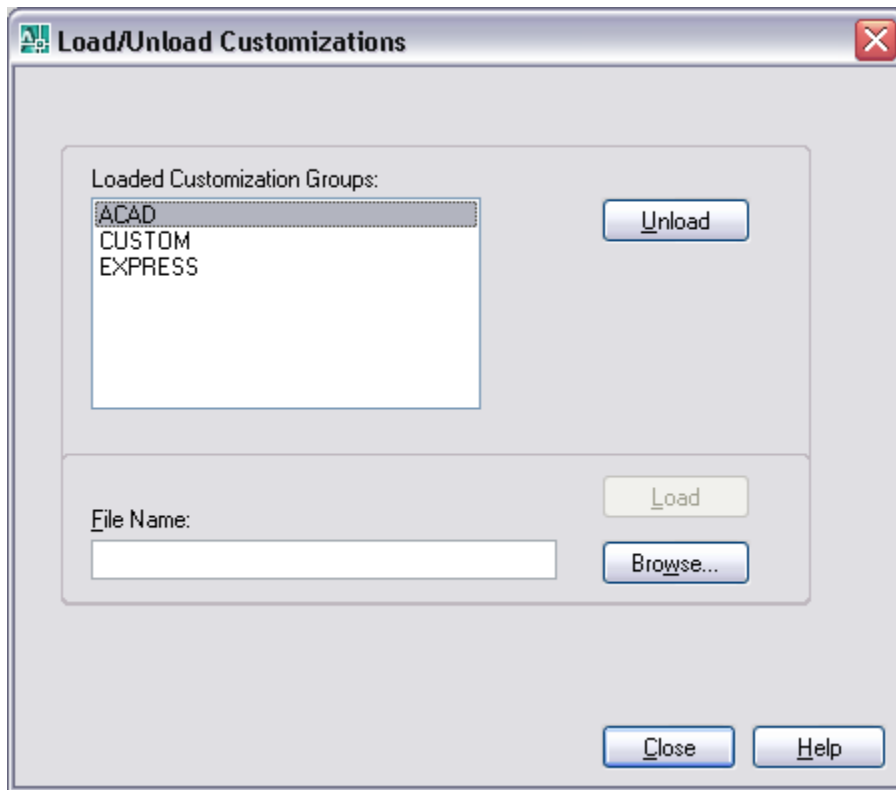 Load/Unload Customizations
Loaded Customization Groups:
ACAD
CUSTOM
EXPRESS
Unload
Load
File Name:
Browse...
Close
Help